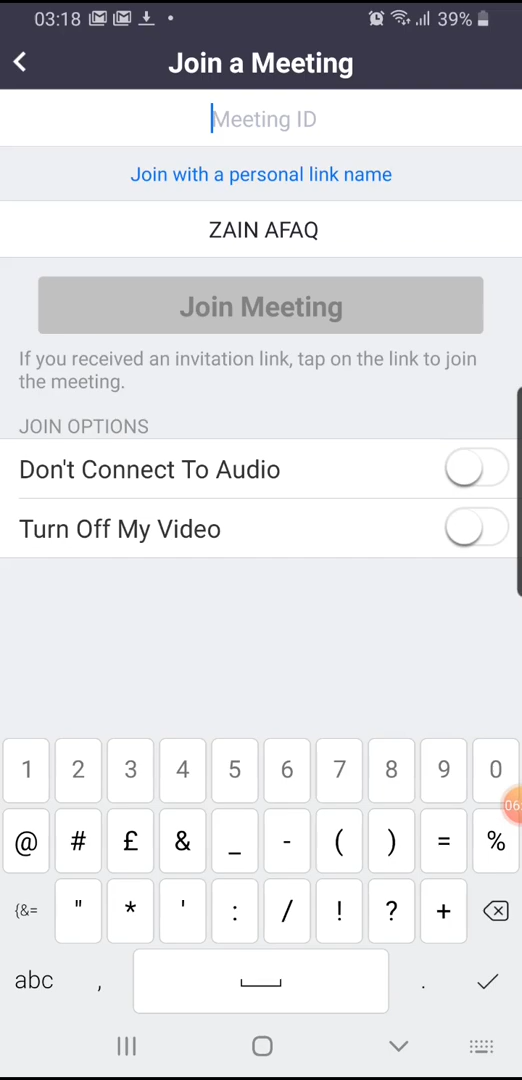 03:18 39%
Join a Meeting
Meeting ID
Join with a personal link name
ZAIN AFAQ
Join Meeting
If you received an invitation link, tap on the link to join
the meeting.
JOIN OPTIONS
Don't Connect To Audio
Turn Off My Video
1 2 3 4 5 6 7 8 9 0
06
@ # £ & _ - ( ) = %
{&= " * ' : / ! ? +
abc , .